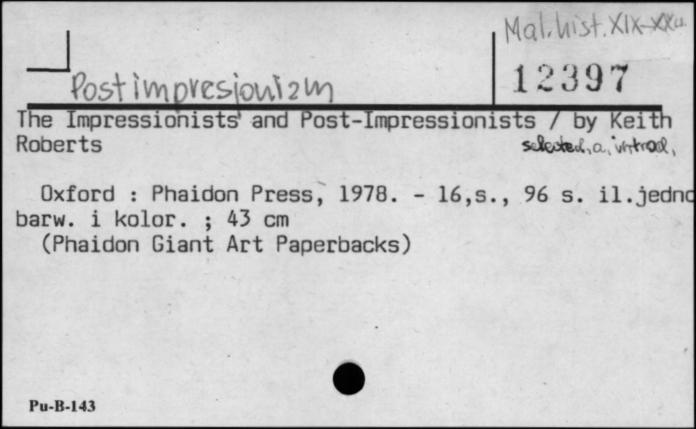 Mal. hist. XIX-XXw
Postimpresjonizm
12397
The Impressionists and Post-Impressionists / by Keith
Roberts
selected, a, introd,
Oxford : Phaidon Press, 1978. - 16,s., 96 s. il.jedno
barw. i kolor. ; 43 cm
(Phaidon Giant Art Paperbacks)
Pu-B-143